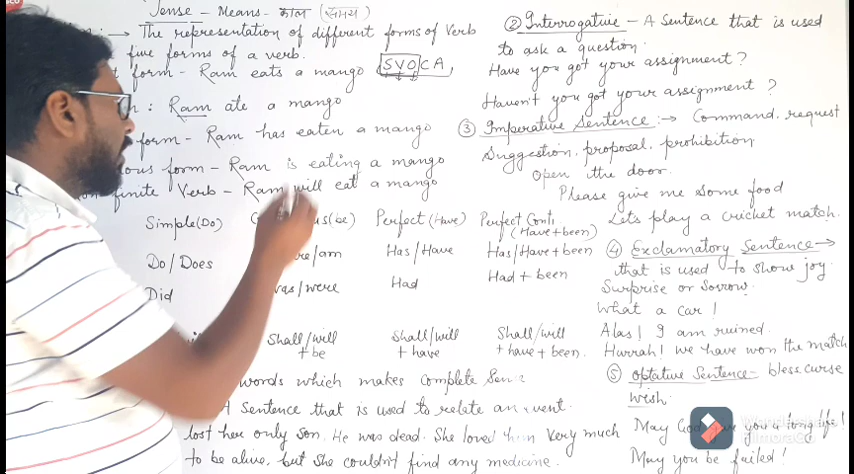 Tense – Means – काल (समय)
→ The representation of different forms of Verb
five forms of a verb.
form – Ram eats a mango SVOCA,
: Ram ate a mango
form – Ram has eaten a mango
form – Ram is eating a mango
finite Verb – Ram will eat a mango
Simple (Do) (be) Perfect (Have) Perfect Conti (Have + been)
Do/Does /am Has/Have Has/Have + been
Did /were Had Had + been
Shall/will + be Shall/will + have Shall/will + have + been
words which makes complete
A Sentence that is used to relate an
lost her only son. He was dead. She loved him very much
to be alive, but she couldn't find any medicine.
② Interrogative – A Sentence that is used
to ask a question.
Have you got your assignment?
Haven't you got your assignment?
③ Imperative Sentence :→ Command, request
Suggestion, proposal, prohibition
Open the door.
Please give me some food
Lets play a cricket match.
④ Exclamatory Sentence →
that is used to show joy
Surprise or Sorrow.
What a car!
Alas! I am ruined.
Hurrah! We have won the match
⑤ Optative Sentence – bless, curse
wish.
May you a long life!
May you be failed!
Filmora